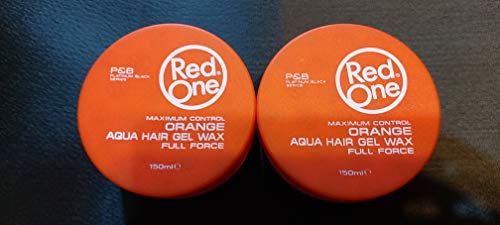 P&B
PLATINUM BLACK
SERIES
Red
One®
MAXIMUM CONTROL
ORANGE
AQUA HAIR GEL WAX
FULL FORCE
150ml e
P&B
PLATINUM BLACK
SERIES
Red
One®
MAXIMUM CONTROL
ORANGE
AQUA HAIR GEL WAX
FULL FORCE
150ml e